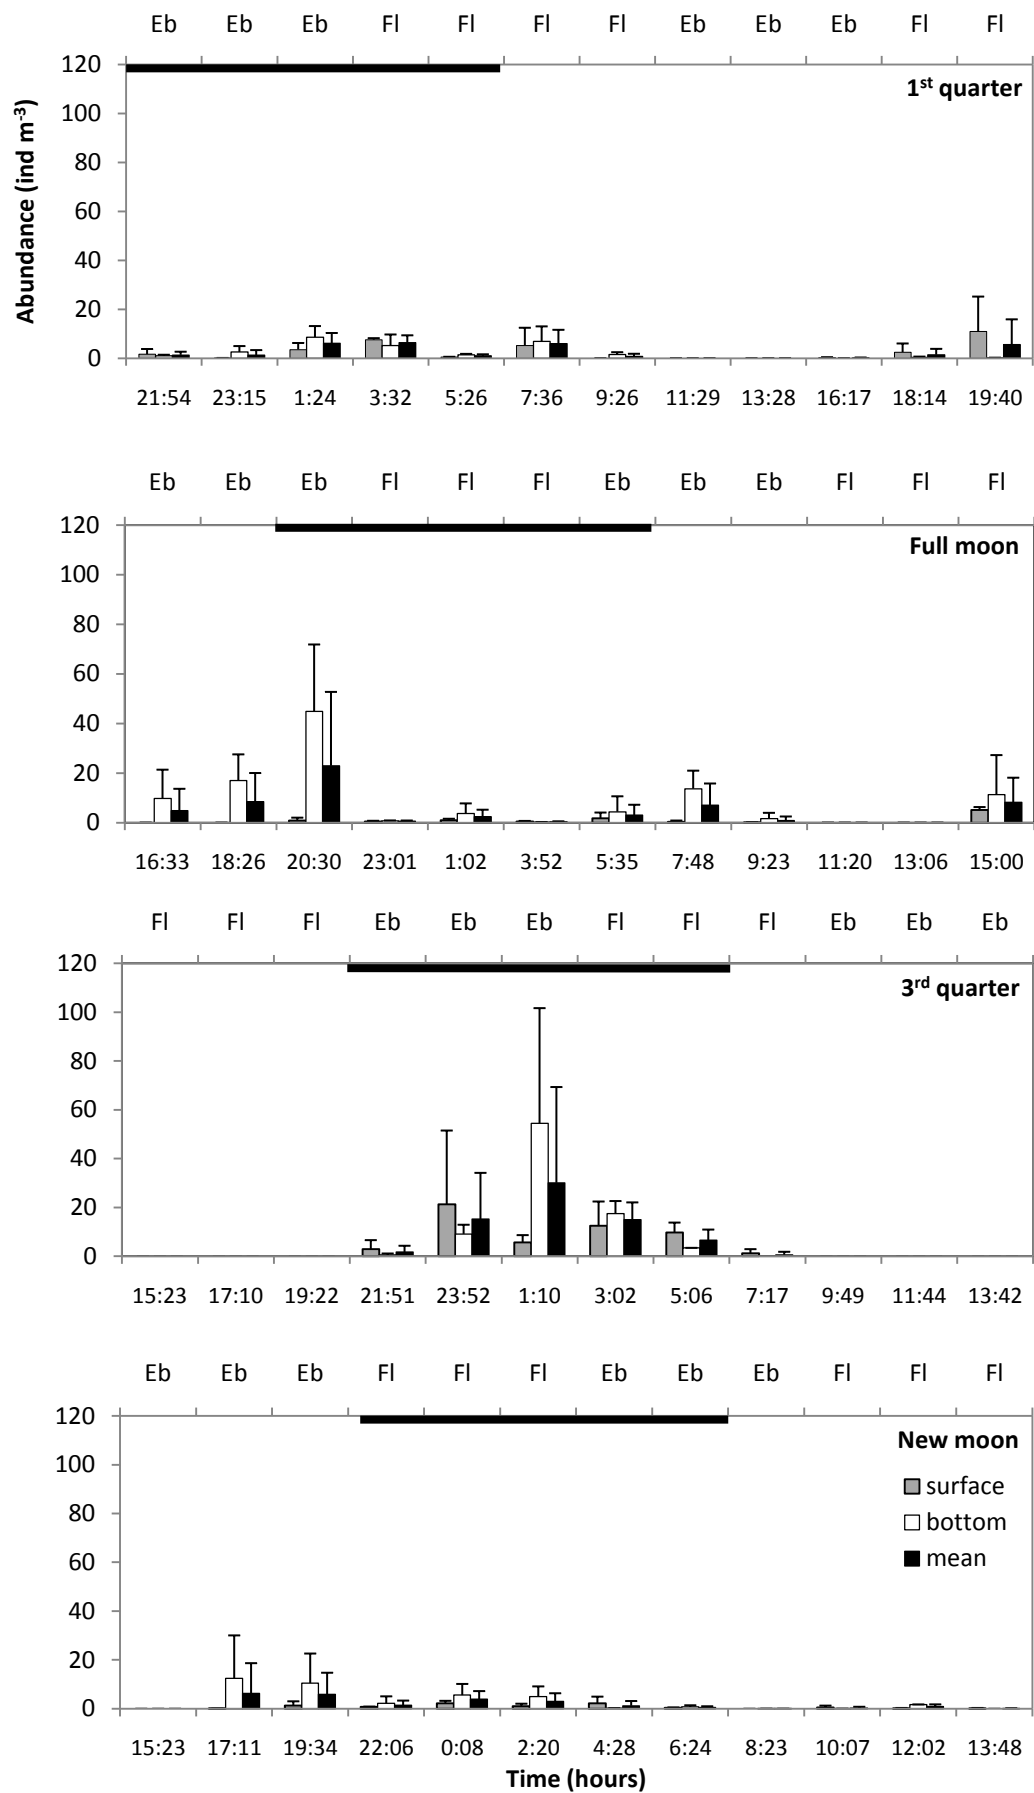 Eb Eb Eb Fl Fl Fl Fl Eb Eb Eb Fl Fl
120
1st quarter
100
80
60
40
20
0
Abundance (ind m-3)
21:54 23:15 1:24 3:32 5:26 7:36 9:26 11:29 13:28 16:17 18:14 19:40
Eb Eb Eb Fl Fl Fl Eb Eb Eb Fl Fl Fl
120
Full moon
100
80
60
40
20
0
16:33 18:26 20:30 23:01 1:02 3:52 5:35 7:48 9:23 11:20 13:06 15:00
Fl Fl Fl Eb Eb Eb Fl Fl Fl Eb Eb Eb
120
3rd quarter
100
80
60
40
20
0
15:23 17:10 19:22 21:51 23:52 1:10 3:02 5:06 7:17 9:49 11:44 13:42
Eb Eb Eb Fl Fl Fl Eb Eb Eb Fl Fl Fl
120
New moon
100
80
60
40
20
0
surface
bottom
mean
15:23 17:11 19:34 22:06 0:08 2:20 4:28 6:24 8:23 10:07 12:02 13:48
Time (hours)